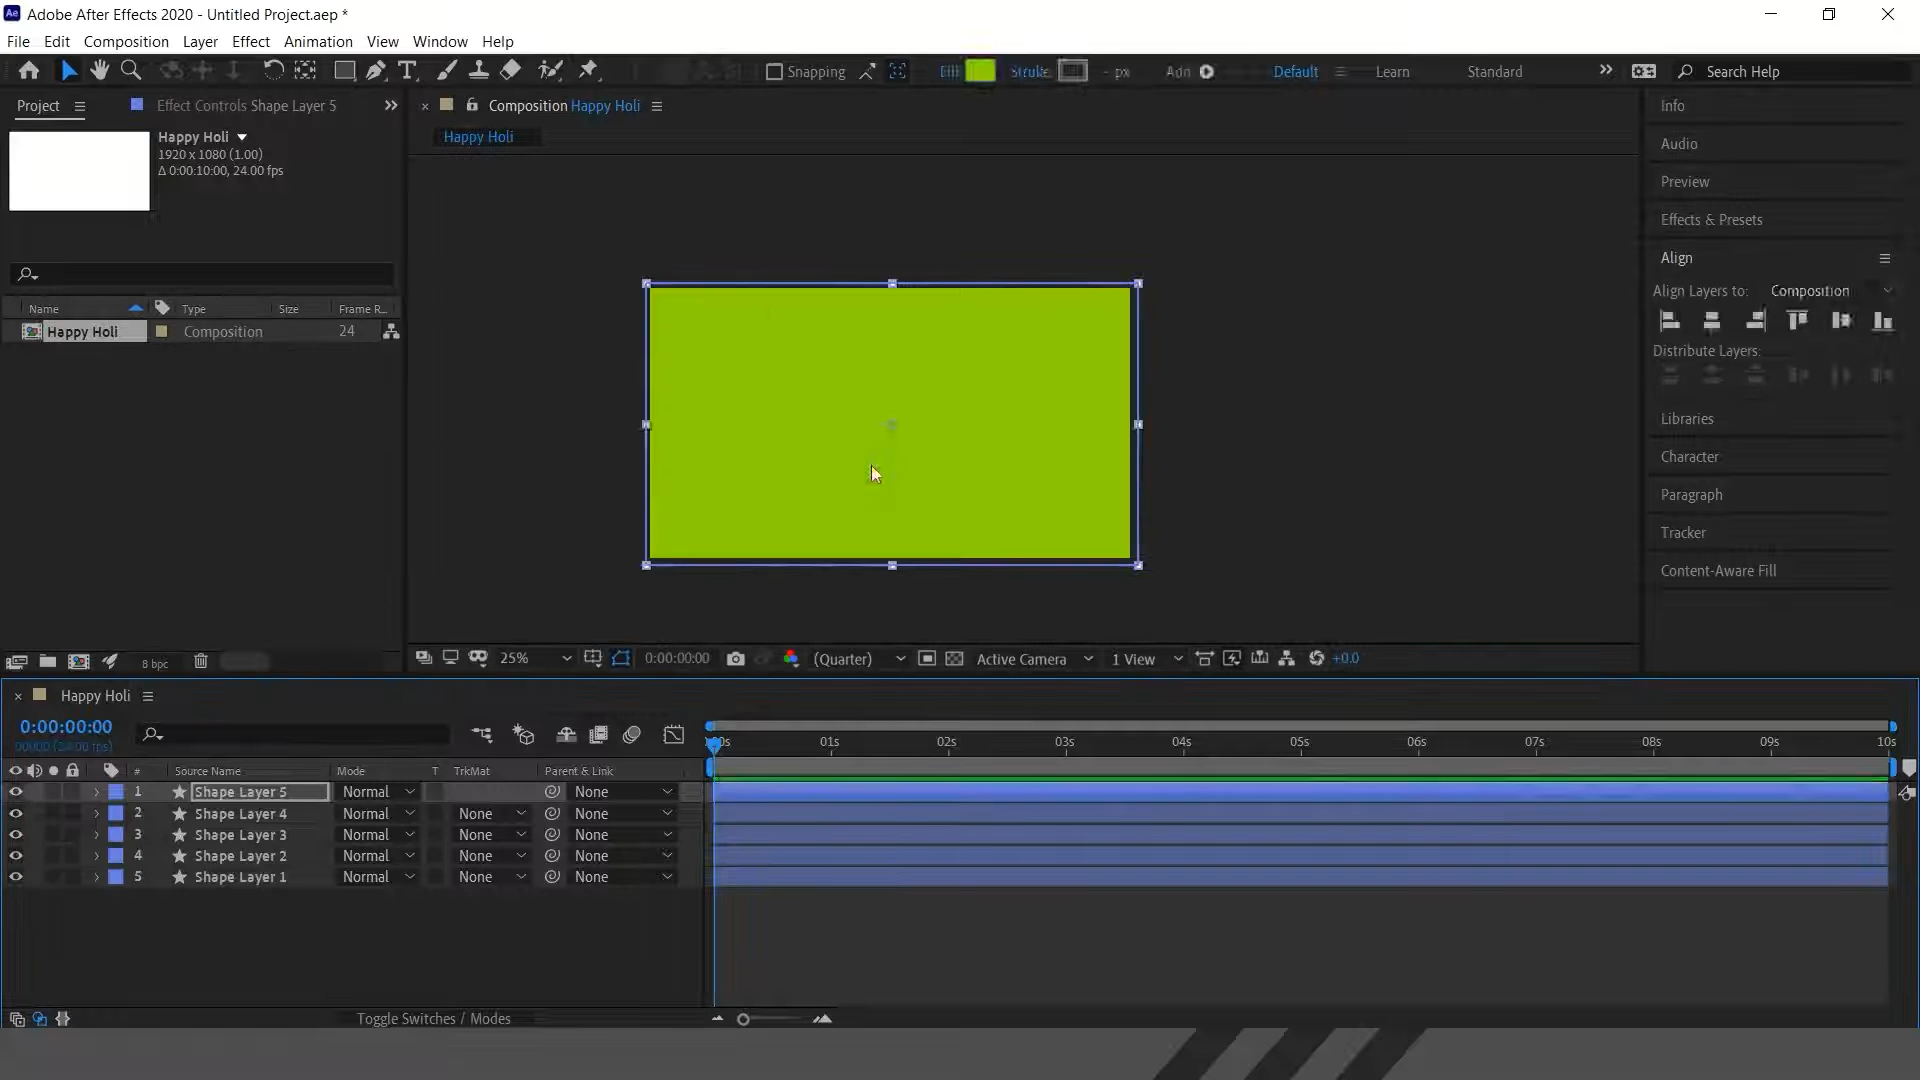 Adobe After Effects 2020 - Untitled Project.aep *
File Edit Composition Layer Effect Animation View Window Help
Snapping Fill Stroke - px Add Default Learn Standard Search Help
Project Effect Controls Shape Layer 5
Composition Happy Holi
Happy Holi
Happy Holi
1920 x 1080 (1.00)
Δ 0:00:10:00, 24.00 fps
Name Type Size Frame R...
Happy Holi Composition 24
8 bpc
25% 0:00:00:00 (Quarter) Active Camera 1 View +0.0
Info
Audio
Preview
Effects & Presets
Align
Align Layers to: Composition
Distribute Layers:
Libraries
Character
Paragraph
Tracker
Content-Aware Fill
Happy Holi
0:00:00:00
00000 (24.00 fps)
01s 02s 03s 04s 05s 06s 07s 08s 09s 10s
# Source Name Mode T TrkMat Parent & Link
1 Shape Layer 5 Normal None
2 Shape Layer 4 Normal None None
3 Shape Layer 3 Normal None None
4 Shape Layer 2 Normal None None
5 Shape Layer 1 Normal None None
Toggle Switches / Modes